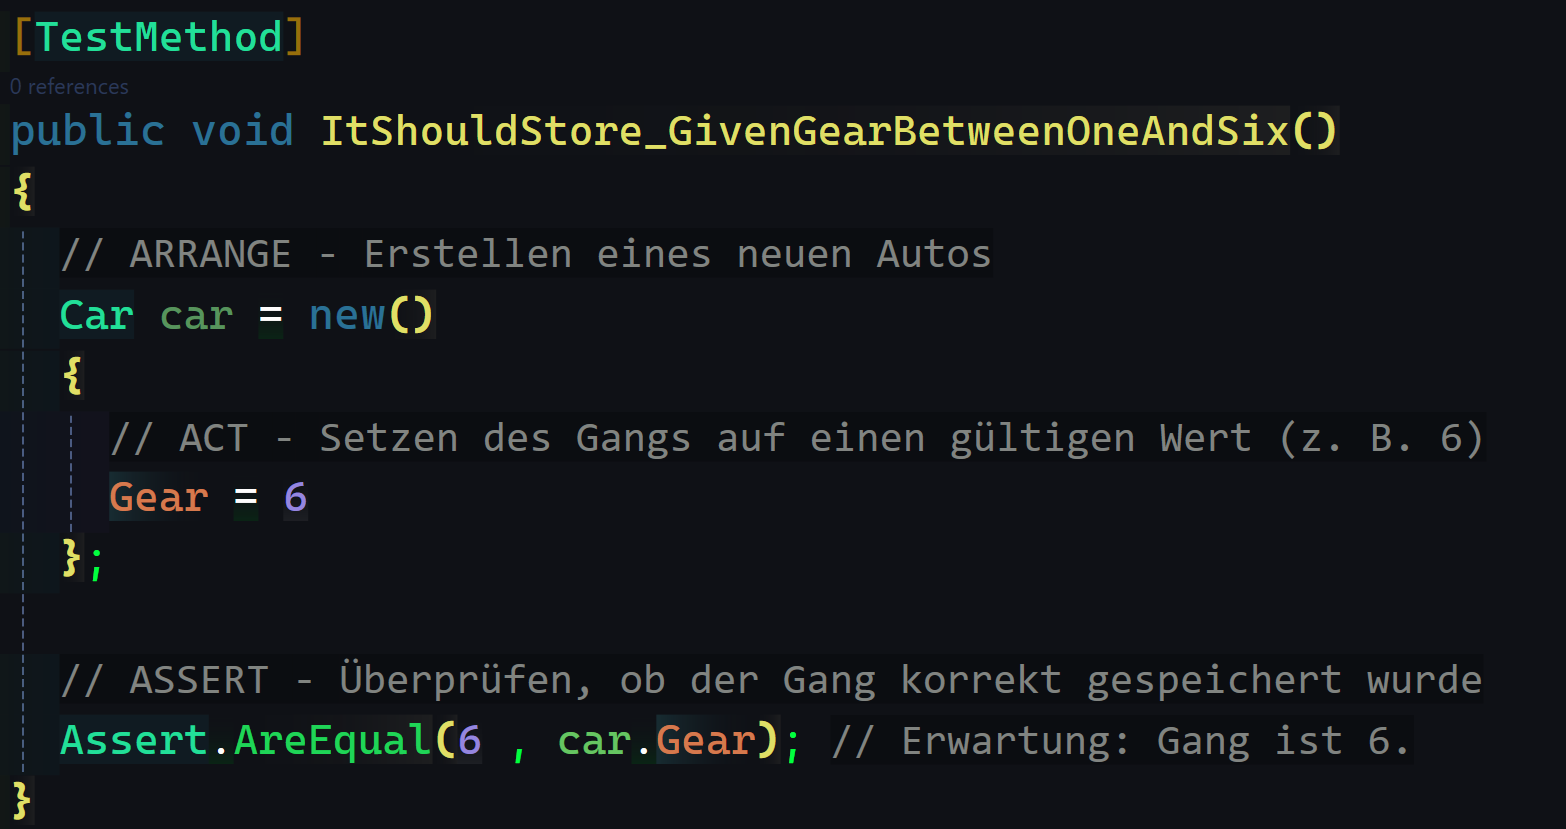 [TestMethod]
0 references
public void ItShouldStore_GivenGearBetweenOneAndSix()
{
// ARRANGE - Erstellen eines neuen Autos
Car car = new()
{
// ACT - Setzen des Gangs auf einen gültigen Wert (z. B. 6)
Gear = 6
};
// ASSERT - Überprüfen, ob der Gang korrekt gespeichert wurde
Assert.AreEqual(6 , car.Gear); // Erwartung: Gang ist 6.
}